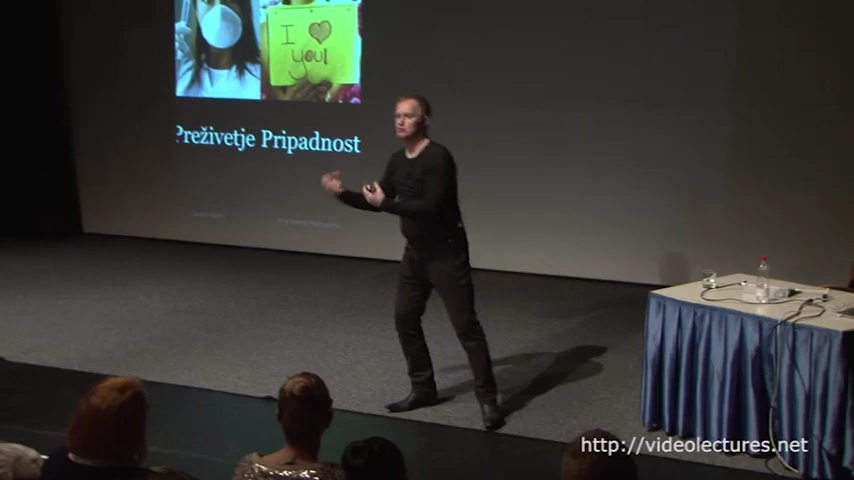 I ♡
you!
Preživetje Pripadnost
http://videolectures.net